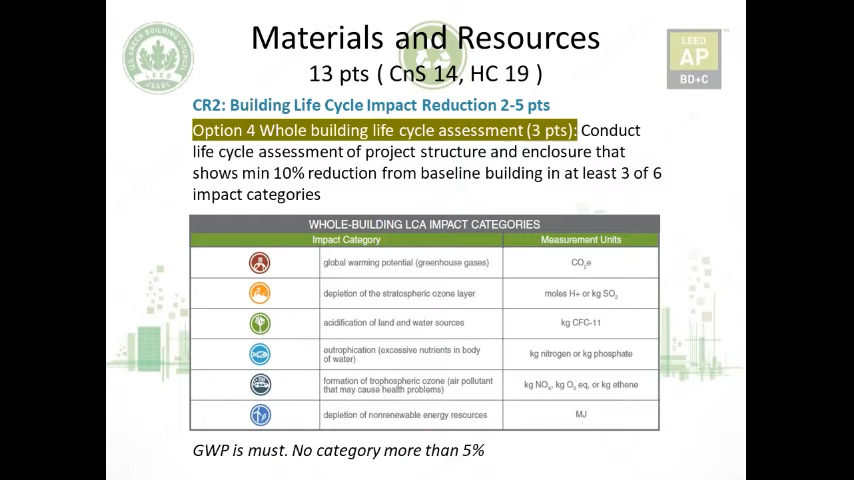 Materials and Resources
13 pts ( CnS 14, HC 19 )
LEED
AP
BD+C
TM
U.S. GREEN BUILDING COUNCIL
LEED
USGBC
CR2: Building Life Cycle Impact Reduction 2-5 pts
Option 4 Whole building life cycle assessment (3 pts): Conduct
life cycle assessment of project structure and enclosure that
shows min 10% reduction from baseline building in at least 3 of 6
impact categories
WHOLE-BUILDING LCA IMPACT CATEGORIES
Impact Category Measurement Units
global warming potential (greenhouse gases) CO₂e
depletion of the stratospheric ozone layer moles H+ or kg SO₂
acidification of land and water sources kg CFC-11
eutrophication (excessive nutrients in body
of water) kg nitrogen or kg phosphate
formation of trophospheric ozone (air pollutant
that may cause health problems) kg NOₓ, kg O₃ eq, or kg ethene
depletion of nonrenewable energy resources MJ
GWP is must. No category more than 5%